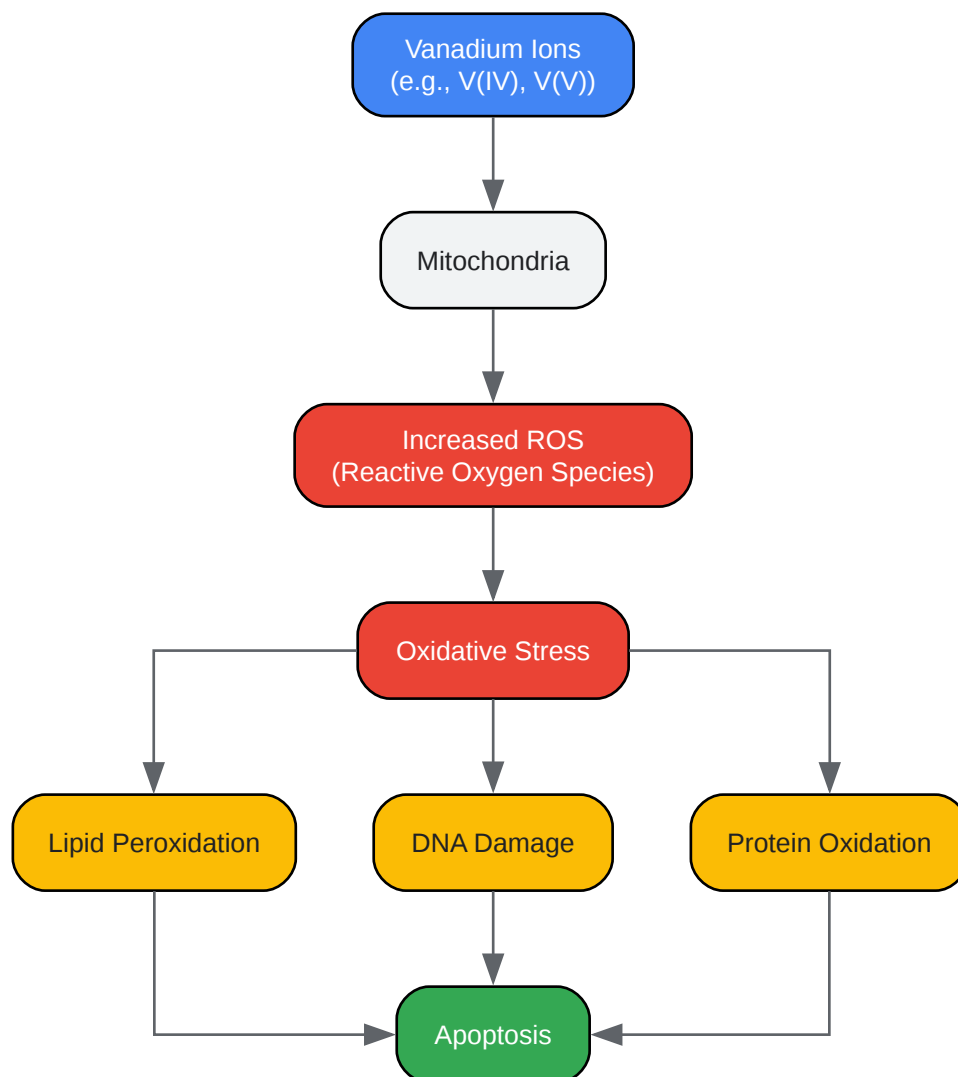 Vanadium Ions
(e.g., V(IV), V(V))
Mitochondria
Increased ROS
(Reactive Oxygen Species)
Oxidative Stress
Lipid Peroxidation
DNA Damage
Protein Oxidation
Apoptosis